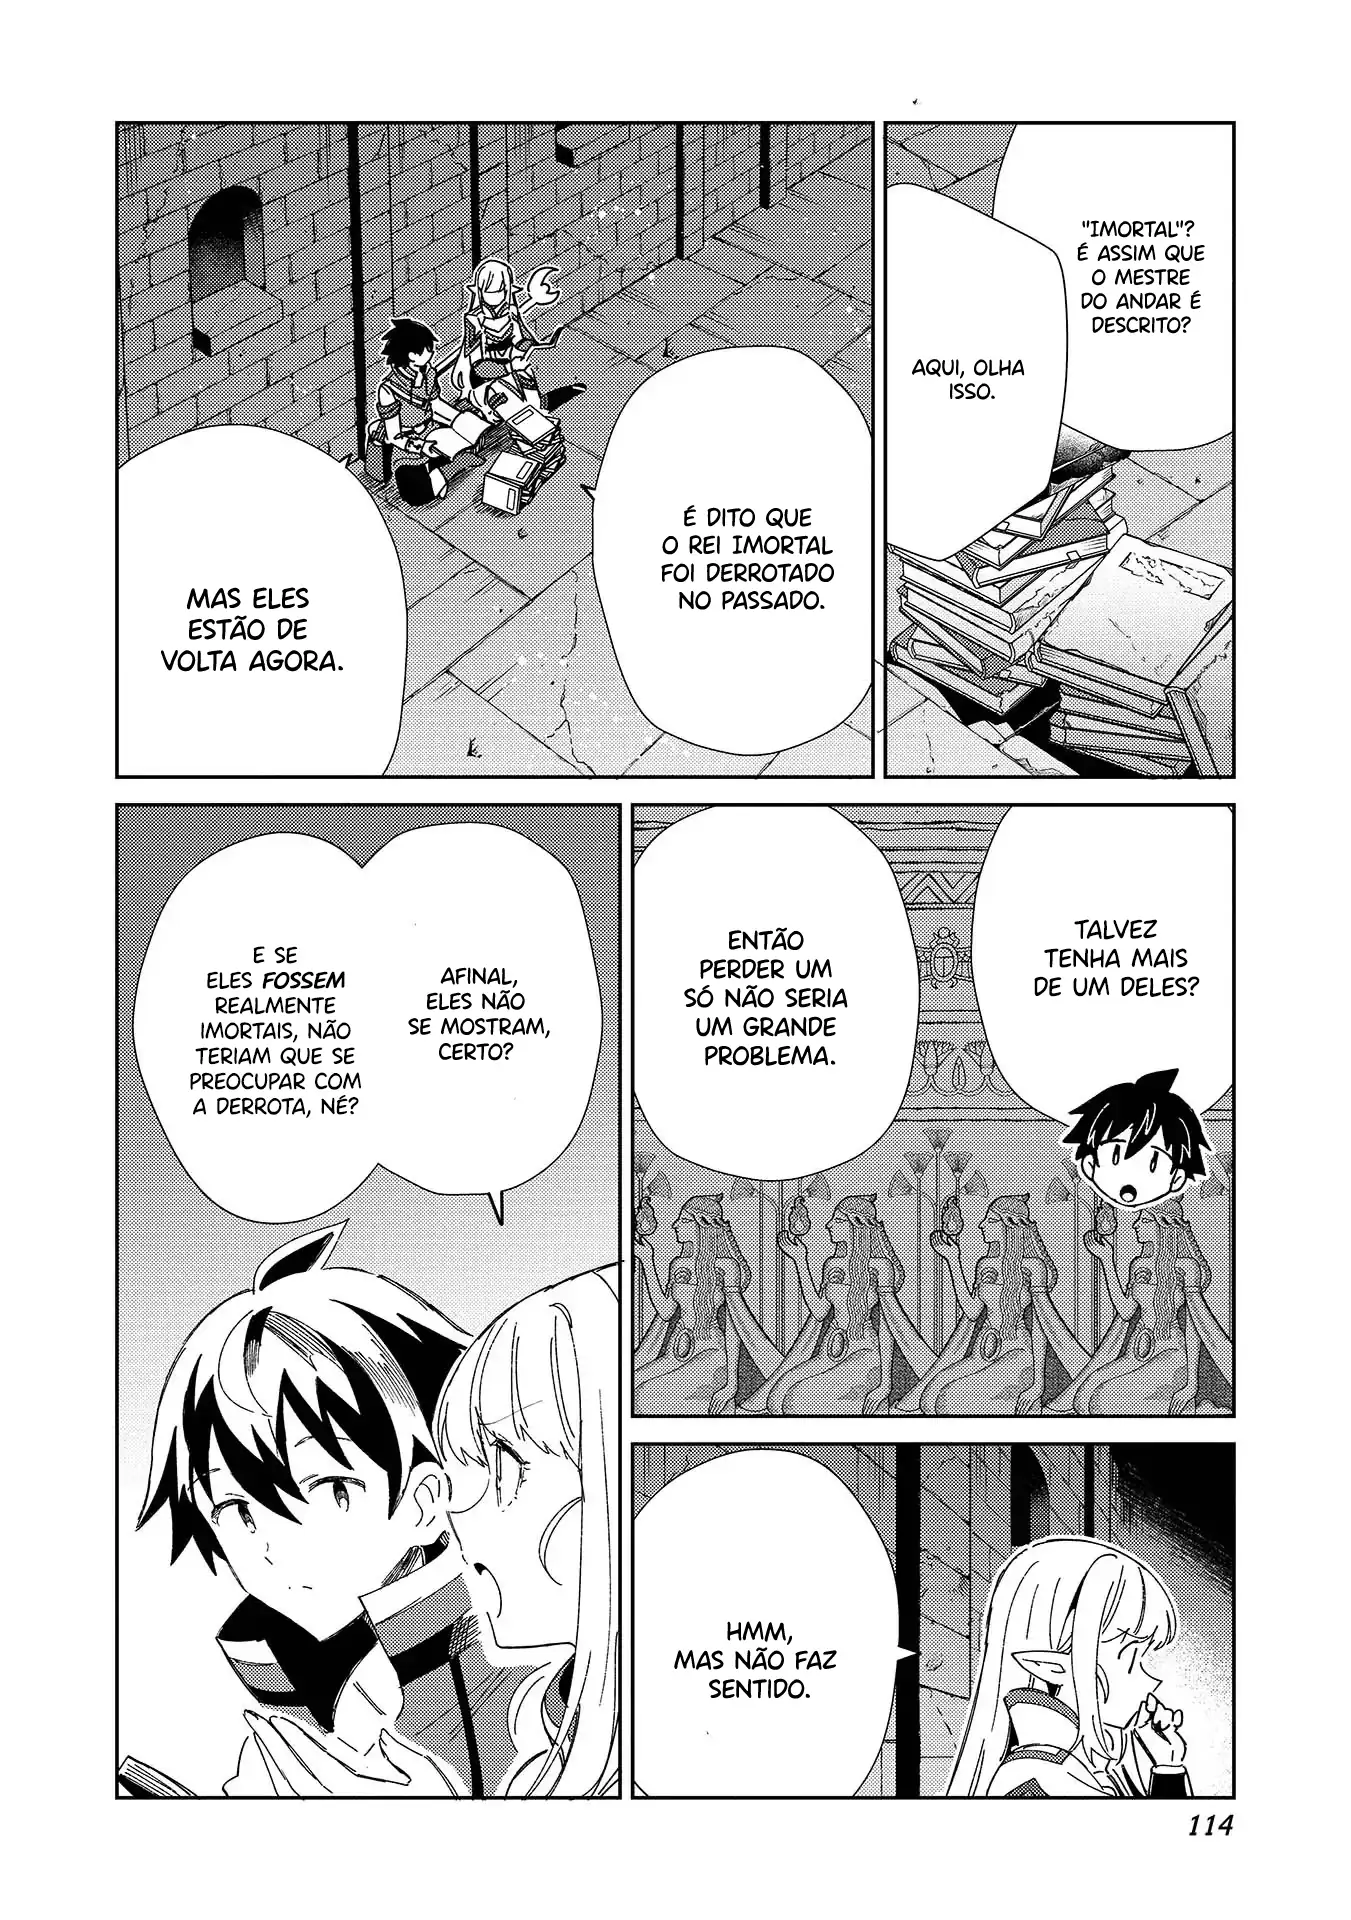 "IMORTAL"?
É ASSIM QUE
O MESTRE
DO ANDAR É
DESCRITO?
AQUI, OLHA
ISSO.
É DITO QUE
O REI IMORTAL
FOI DERROTADO
NO PASSADO.
MAS ELES
ESTÃO DE
VOLTA AGORA.
TALVEZ
TENHA MAIS
DE UM DELES?
ENTÃO
PERDER UM
SÓ NÃO SERIA
UM GRANDE
PROBLEMA.
HMM,
MAS NÃO FAZ
SENTIDO.
AFINAL,
ELES NÃO
SE MOSTRAM,
CERTO?
E SE
ELES FOSSEM
REALMENTE
IMORTAIS, NÃO
TERIAM QUE SE
PREOCUPAR COM
A DERROTA, NÉ?
114